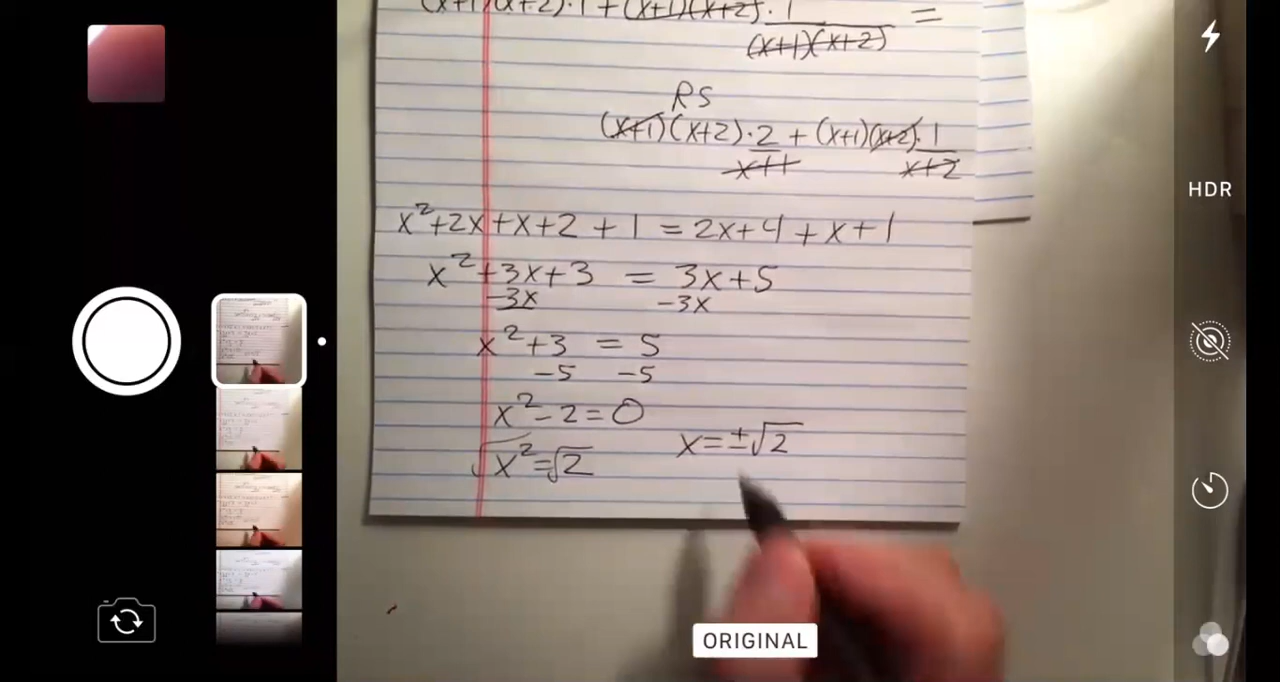 (x+1)(x+2)·1+(x+1)(x+2)·1 =
(x+1)(x+2)
RS
(x+1)(x+2)·2 + (x+1)(x+2)·1
x+1 x+2
x²+2x+x+2+1=2x+4+x+1
x²+3x+3 = 3x+5
-3x -3x
x²+3 = 5
-5 -5
x²-2=0
√x²=√2 x=±√2
HDR
ORIGINAL